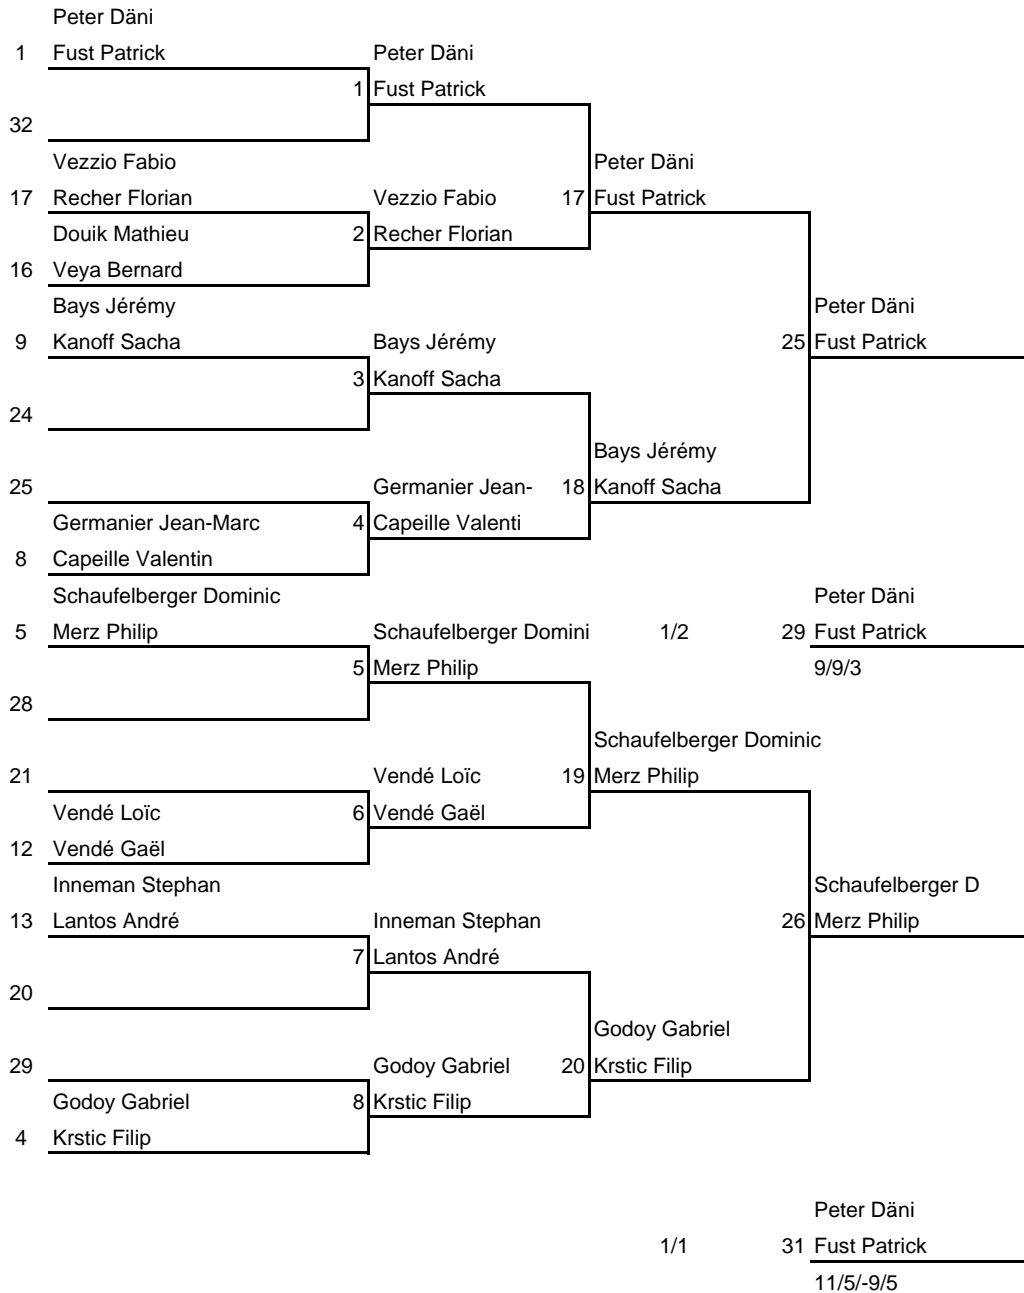 Peter Däni
1 Fust Patrick Peter Däni
1 Fust Patrick
32
Vezzio Fabio Peter Däni
17 Recher Florian Vezzio Fabio 17 Fust Patrick
Douik Mathieu 2 Recher Florian
16 Veya Bernard
Bays Jérémy Peter Däni
9 Kanoff Sacha Bays Jérémy 25 Fust Patrick
3 Kanoff Sacha
24
Bays Jérémy
25 Germanier Jean- 18 Kanoff Sacha
Germanier Jean-Marc 4 Capeille Valenti
8 Capeille Valentin
Schaufelberger Dominic Peter Däni
5 Merz Philip Schaufelberger Domini 1/2 29 Fust Patrick
5 Merz Philip 9/9/3
28
Schaufelberger Dominic
21 Vendé Loïc 19 Merz Philip
Vendé Loïc 6 Vendé Gaël
12 Vendé Gaël
Inneman Stephan Schaufelberger D
13 Lantos André Inneman Stephan 26 Merz Philip
7 Lantos André
20
Godoy Gabriel
29 Godoy Gabriel 20 Krstic Filip
Godoy Gabriel 8 Krstic Filip
4 Krstic Filip
Peter Däni
1/1 31 Fust Patrick
11/5/-9/5